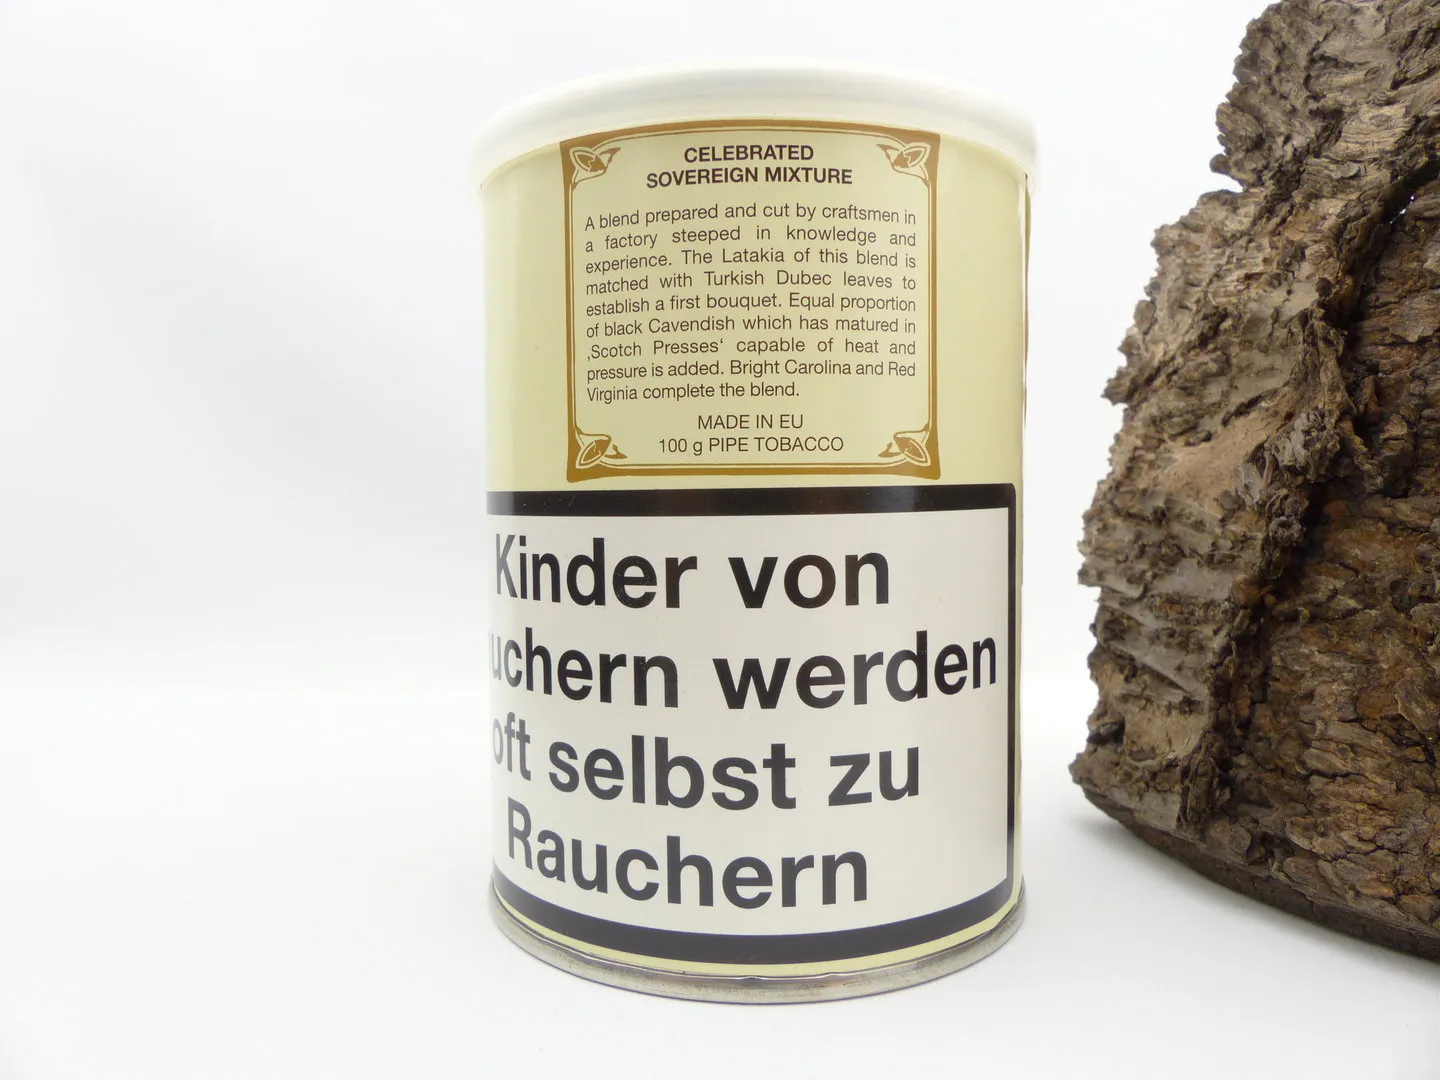 CELEBRATED
SOVEREIGN MIXTURE
A blend prepared and cut by craftsmen in
a factory steeped in knowledge and
experience. The Latakia of this blend is
matched with Turkish Dubec leaves to
establish a first bouquet. Equal proportion
of black Cavendish which has matured in
‚Scotch Presses‘ capable of heat and
pressure is added. Bright Carolina and Red
Virginia complete the blend.
MADE IN EU
100 g PIPE TOBACCO
Kinder von
uchern werden
oft selbst zu
Rauchern